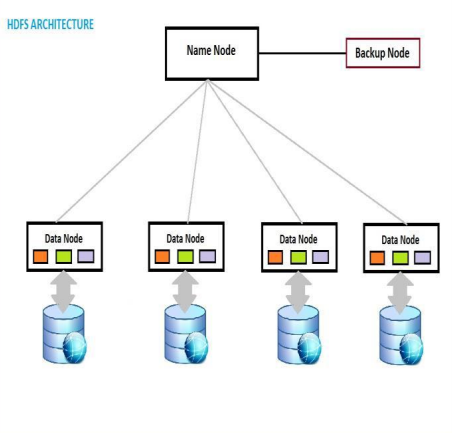 HDFS ARCHITECTURE
Name Node
Backup Node
Data Node
Data Node
Data Node
Data Node